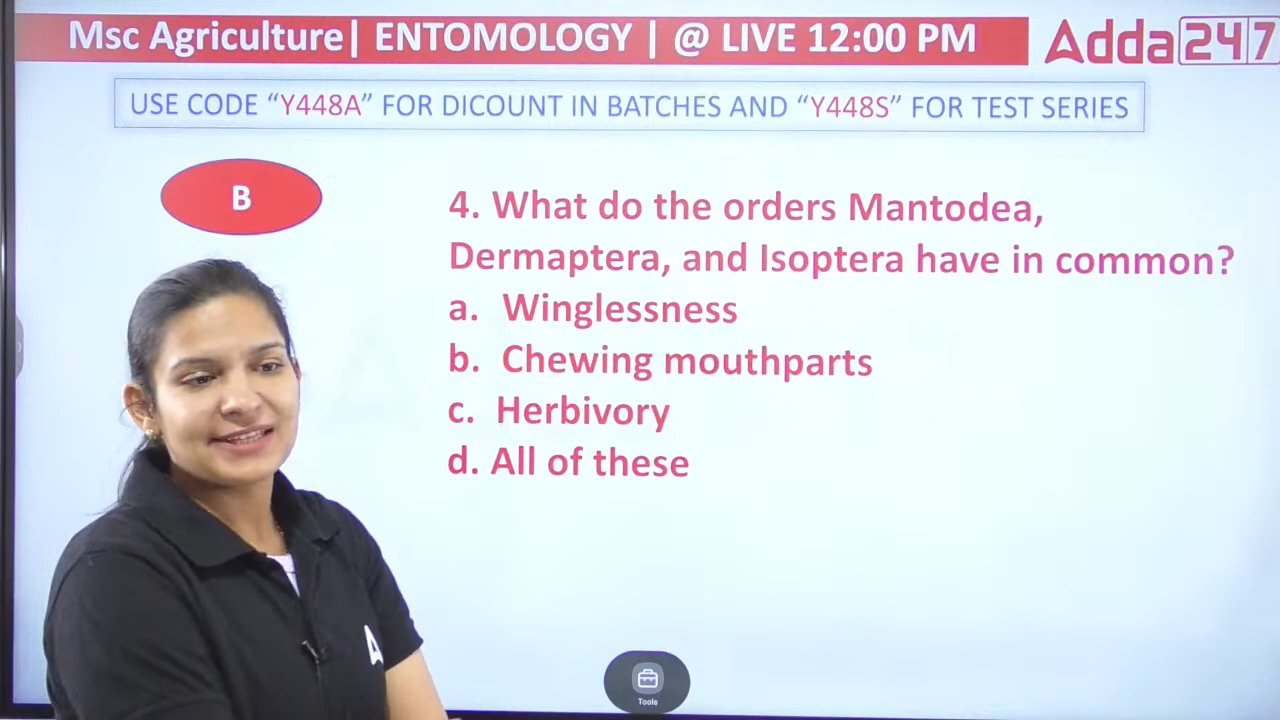 Msc Agriculture| ENTOMOLOGY | @ LIVE 12:00 PM
Adda247
USE CODE “Y448A” FOR DICOUNT IN BATCHES AND “Y448S” FOR TEST SERIES
B
4. What do the orders Mantodea,
Dermaptera, and Isoptera have in common?
a. Winglessness
b. Chewing mouthparts
c. Herbivory
d. All of these
Tools